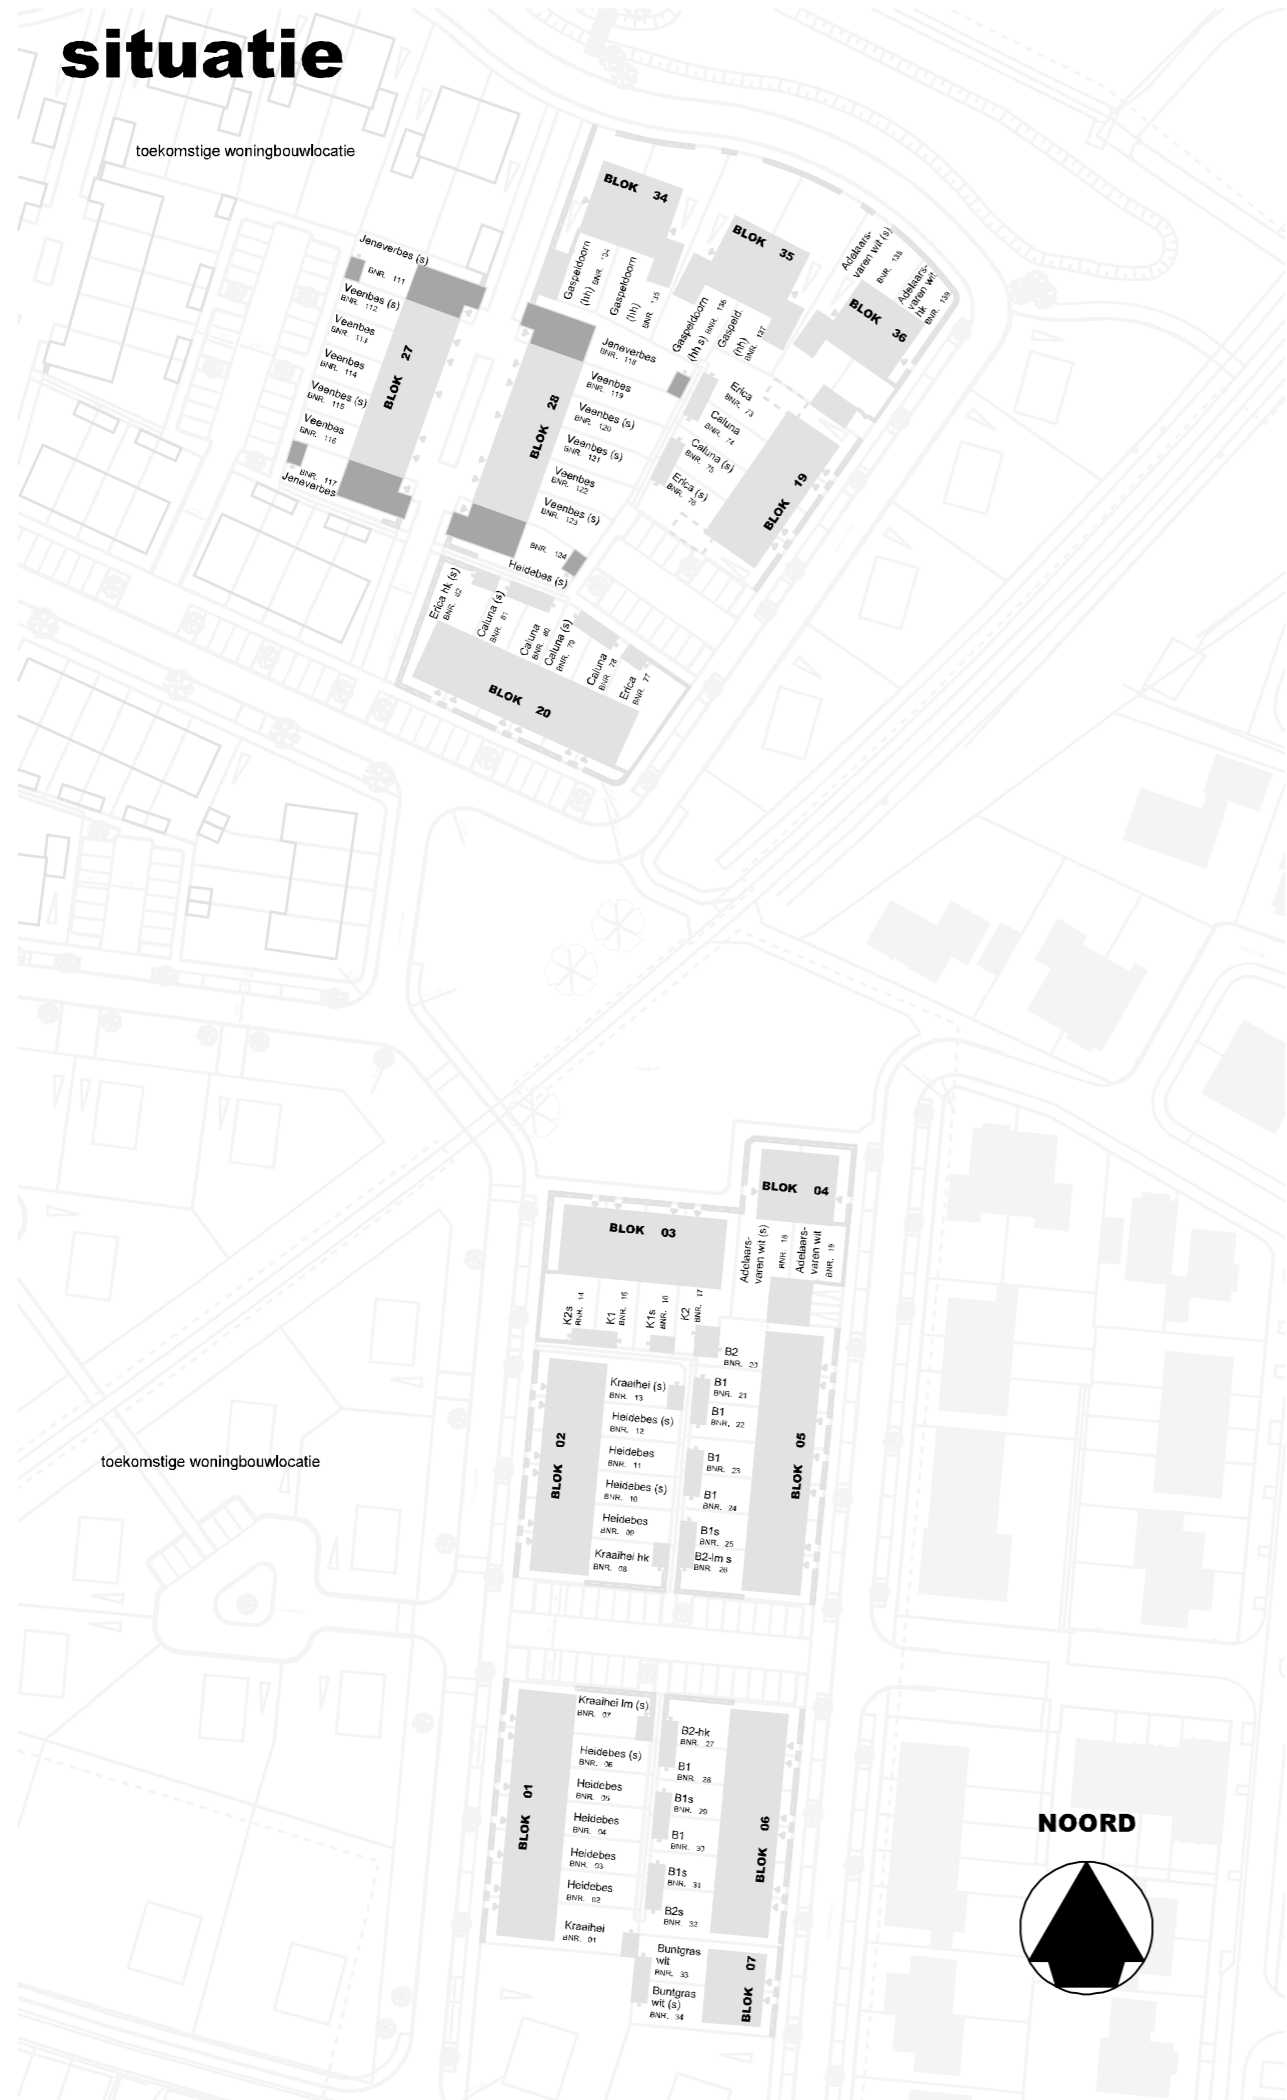 situatie
toekomstige woningbouwlocatie
BLOK 34
Gaspeldoorn
(hh) BNR. 134
Gaspeldoorn
(hh)
BNR. 135
BLOK 35
Gaspeldoorn
(hh s) BNR. 136
Gaspeld.
(hh)
BNR. 137
Adelaars-
varen wit (s)
BNR. 138
Adelaars-
varen wit
hk
BNR. 139
BLOK 36
Jeneverbes (s)
BNR. 111
Veenbes (s)
BNR. 112
Veenbes
BNR. 113
Veenbes
BNR. 114
Veenbes (s)
BNR. 115
Veenbes
BNR. 116
BNR. 117
Jeneverbes
BLOK 27
BLOK 28
Jeneverbes
BNR. 118
Veenbes
BNR. 119
Veenbes (s)
BNR. 120
Veenbes (s)
BNR. 121
Veenbes
BNR. 122
Veenbes (s)
BNR. 123
BNR. 124
Heidebes (s)
Erica
BNR. 73
Caluna
BNR. 74
Caluna (s)
BNR. 75
Erica (s)
BNR. 76
BLOK 19
Erica hk (s)
BNR. 82
Caluna (s)
BNR. 81
Caluna
BNR. 80
Caluna (s)
BNR. 79
Caluna
BNR. 78
Erica
BNR. 77
BLOK 20
BLOK 04
Adelaars-
varen wit (s)
BNR. 18
Adelaars-
varen wit
BNR. 19
BLOK 03
K2s
BNR. 14
K1
BNR. 15
K1s
BNR. 16
K2
BNR. 17
BLOK 02
Kraaihei (s)
BNR. 13
Heidebes (s)
BNR. 12
Heidebes
BNR. 11
Heidebes (s)
BNR. 10
Heidebes
BNR. 09
Kraaihei hk
BNR. 08
B2
BNR. 20
B1
BNR. 21
B1
BNR. 22
B1
BNR. 23
B1
BNR. 24
B1s
BNR. 25
B2-lm s
BNR. 26
BLOK 05
toekomstige woningbouwlocatie
BLOK 01
Kraaihei lm (s)
BNR. 07
Heidebes (s)
BNR. 06
Heidebes
BNR. 05
Heidebes
BNR. 04
Heidebes
BNR. 03
Heidebes
BNR. 02
Kraaihei
BNR. 01
B2-hk
BNR. 27
B1
BNR. 28
B1s
BNR. 29
B1
BNR. 30
B1s
BNR. 31
B2s
BNR. 32
BLOK 06
Buntgras
wit
BNR. 33
Buntgras
wit (s)
BNR. 34
BLOK 07
NOORD